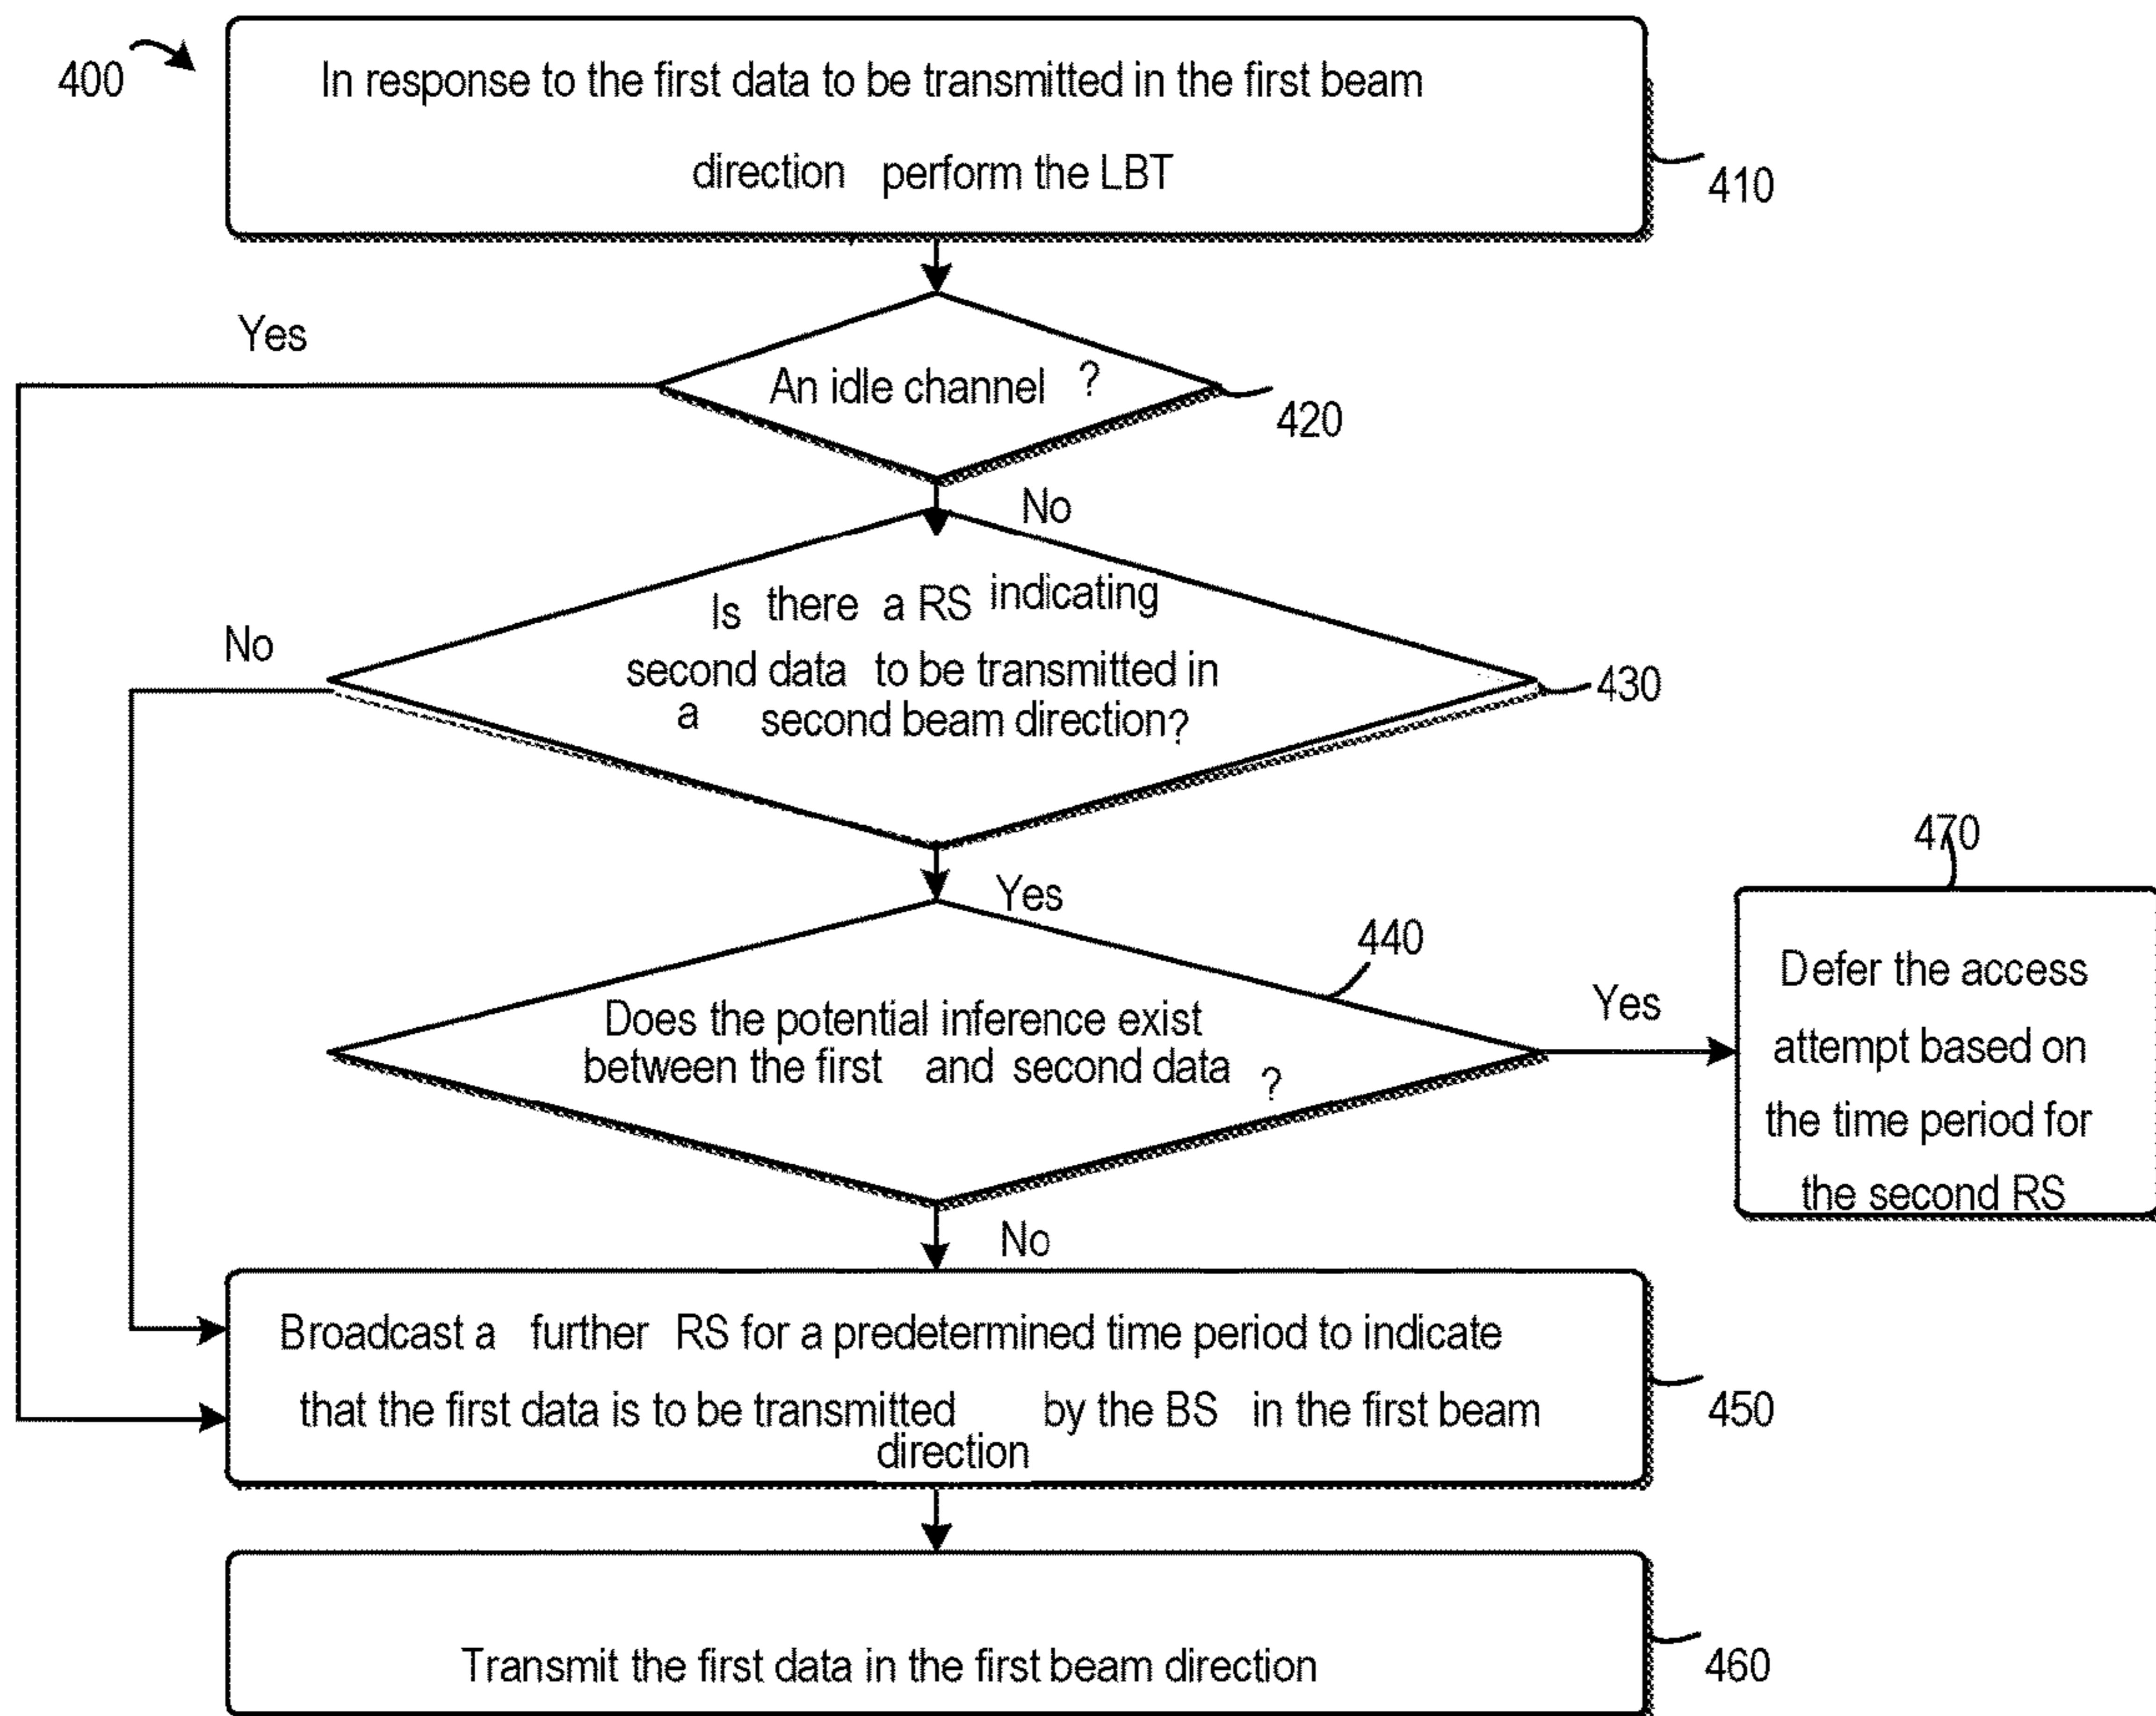 400
In response to the first data to be transmitted in the first beam
direction perform the LBT
410
Yes
An idle channel ?
420
No
Is there a RS indicating
second data to be transmitted in
a second beam direction?
No
430
Yes
440
Does the potential inference exist
between the first and second data ?
Yes
470
Defer the access
attempt based on
the time period for
the second RS
No
Broadcast a further RS for a predetermined time period to indicate
that the first data is to be transmitted by the BS in the first beam
direction
450
Transmit the first data in the first beam direction
460